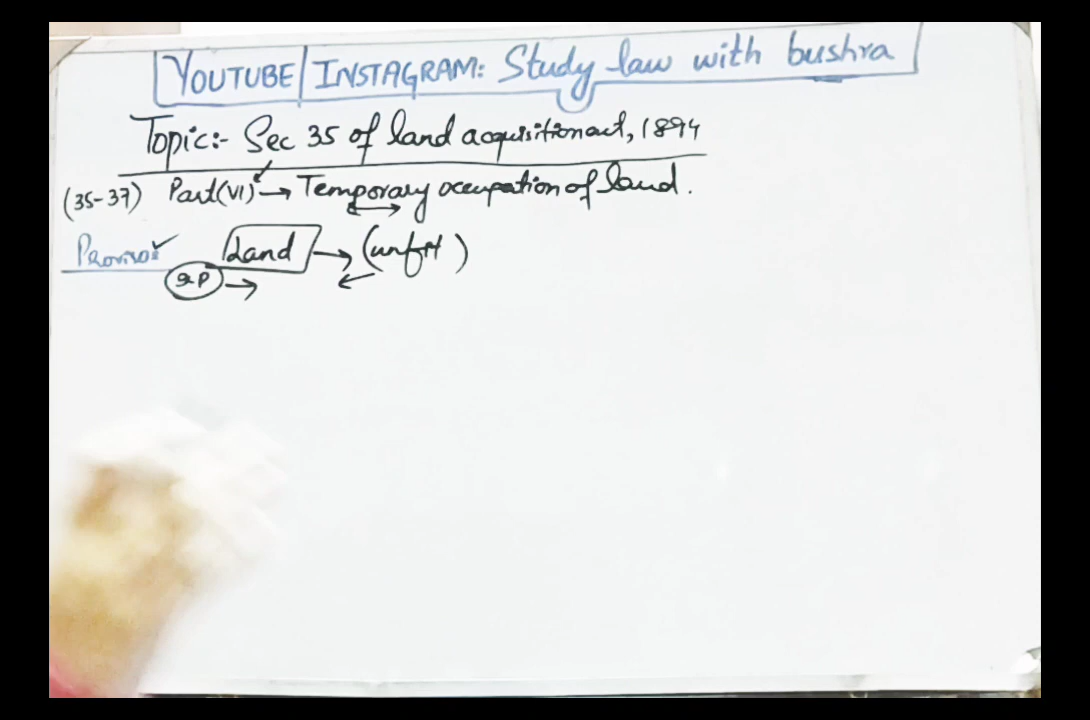 YOUTUBE/INSTAGRAM: Study law with bushra
Topic:- Sec 35 of land acquisition act, 1894
(35-37) Part(VI) → Temporary occupation of land.
Proviso: ✓ Land → (unfit)